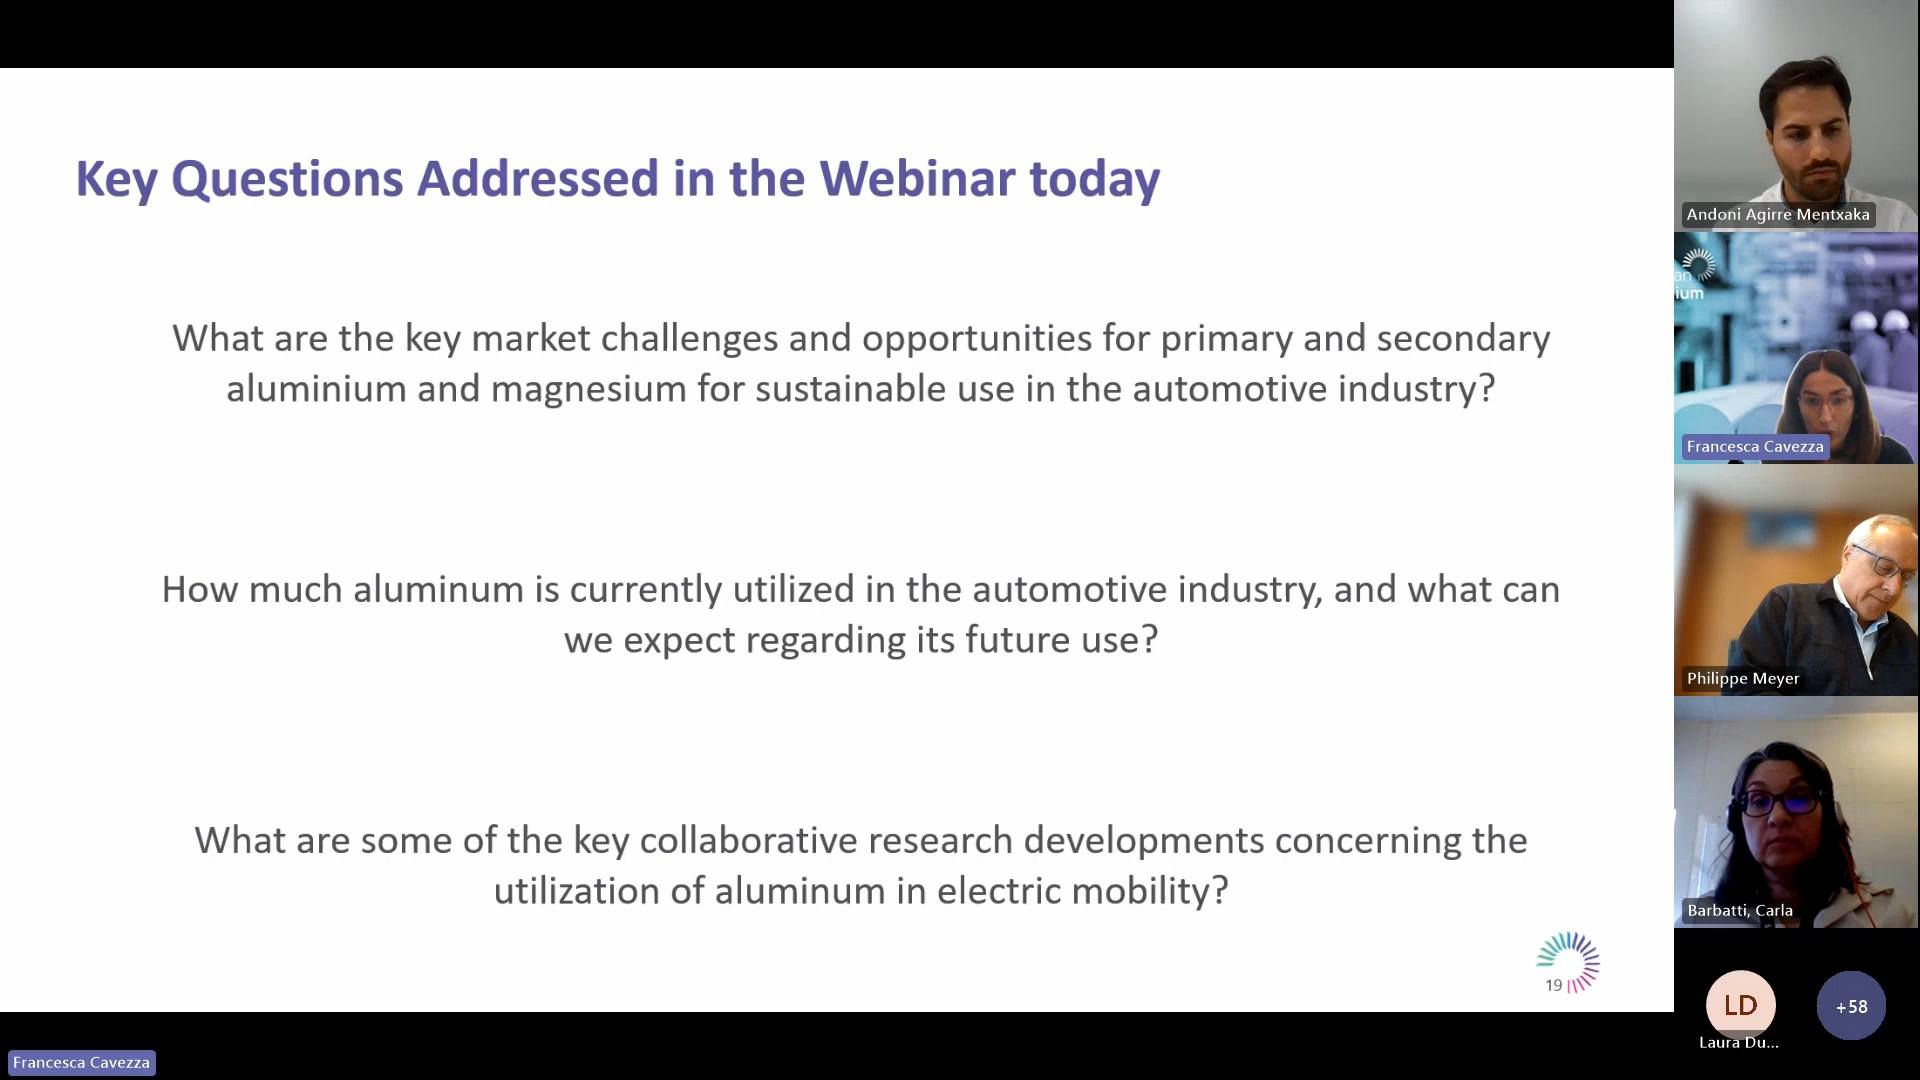 Key Questions Addressed in the Webinar today
What are the key market challenges and opportunities for primary and secondary
aluminium and magnesium for sustainable use in the automotive industry?
How much aluminum is currently utilized in the automotive industry, and what can
we expect regarding its future use?
What are some of the key collaborative research developments concerning the
utilization of aluminum in electric mobility?
19
Andoni Agirre Mentxaka
an
ium
Francesca Cavezza
Philippe Meyer
Barbatti, Carla
LD
+58
Laura Du...
Francesca Cavezza